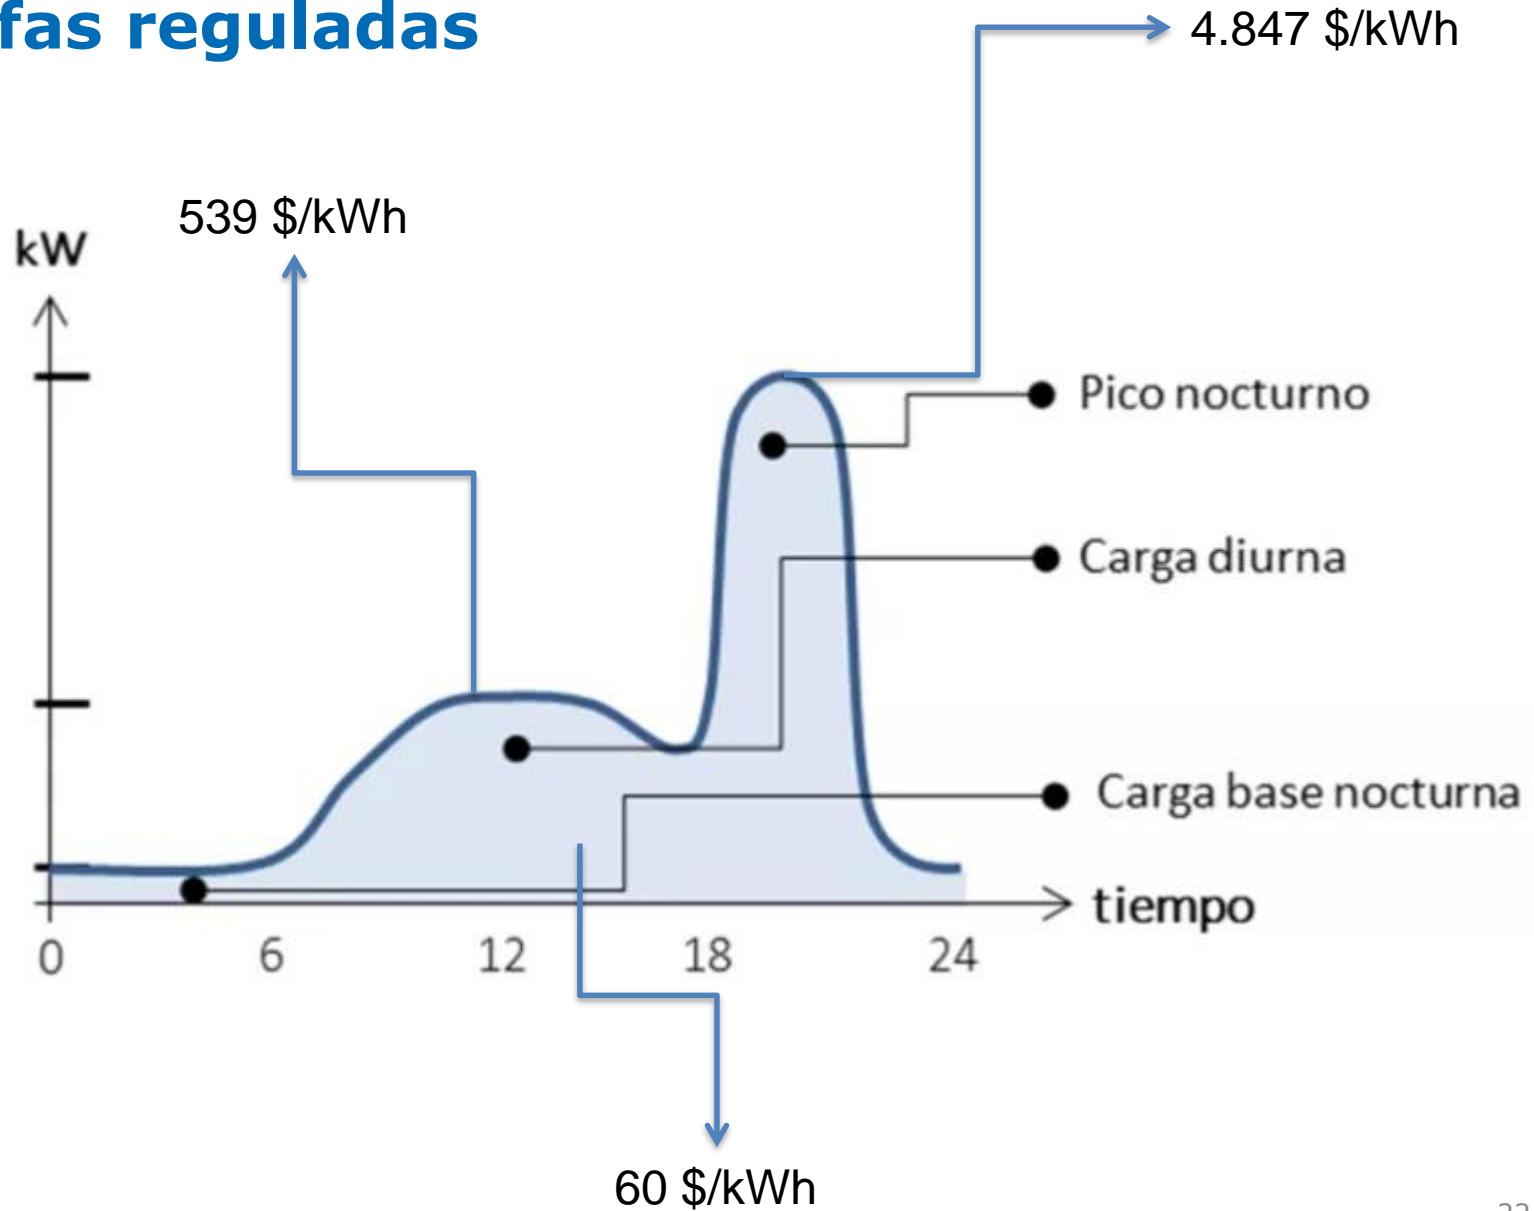 fas reguladas
4.847 $/kWh
539 $/kWh
kW
Pico nocturno
Carga diurna
Carga base nocturna
tiempo
0 6 12 18 24
60 $/kWh